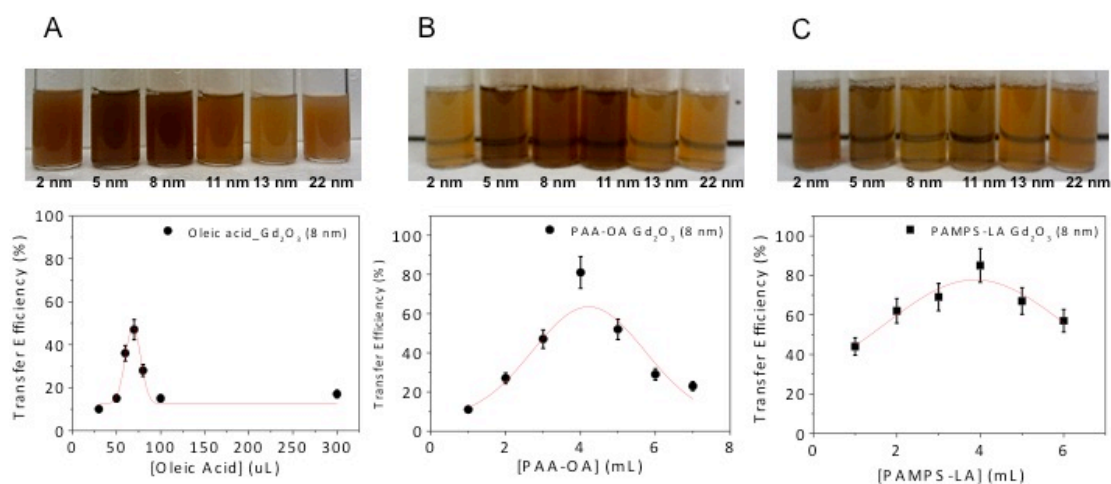 A
B
C
2 nm 5 nm 8 nm 11 nm 13 nm 22 nm
2 nm 5 nm 8 nm 11 nm 13 nm 22 nm
2 nm 5 nm 8 nm 11 nm 13 nm 22 nm
Oleic acid_Gd₂O₃ (8 nm)
Transfer Efficiency (%)
100
80
60
40
20
0
0 50 100 150 200 250 300
[Oleic Acid] (uL)
PAA-OA Gd₂O₃ (8 nm)
Transfer Efficiency (%)
100
80
60
40
20
0
0 2 4 6 8
[PAA-OA] (mL)
PAMPS-LA Gd₂O₃ (8 nm)
Transfer Efficiency (%)
100
80
60
40
20
0
0 2 4 6
[PAMPS-LA] (mL)